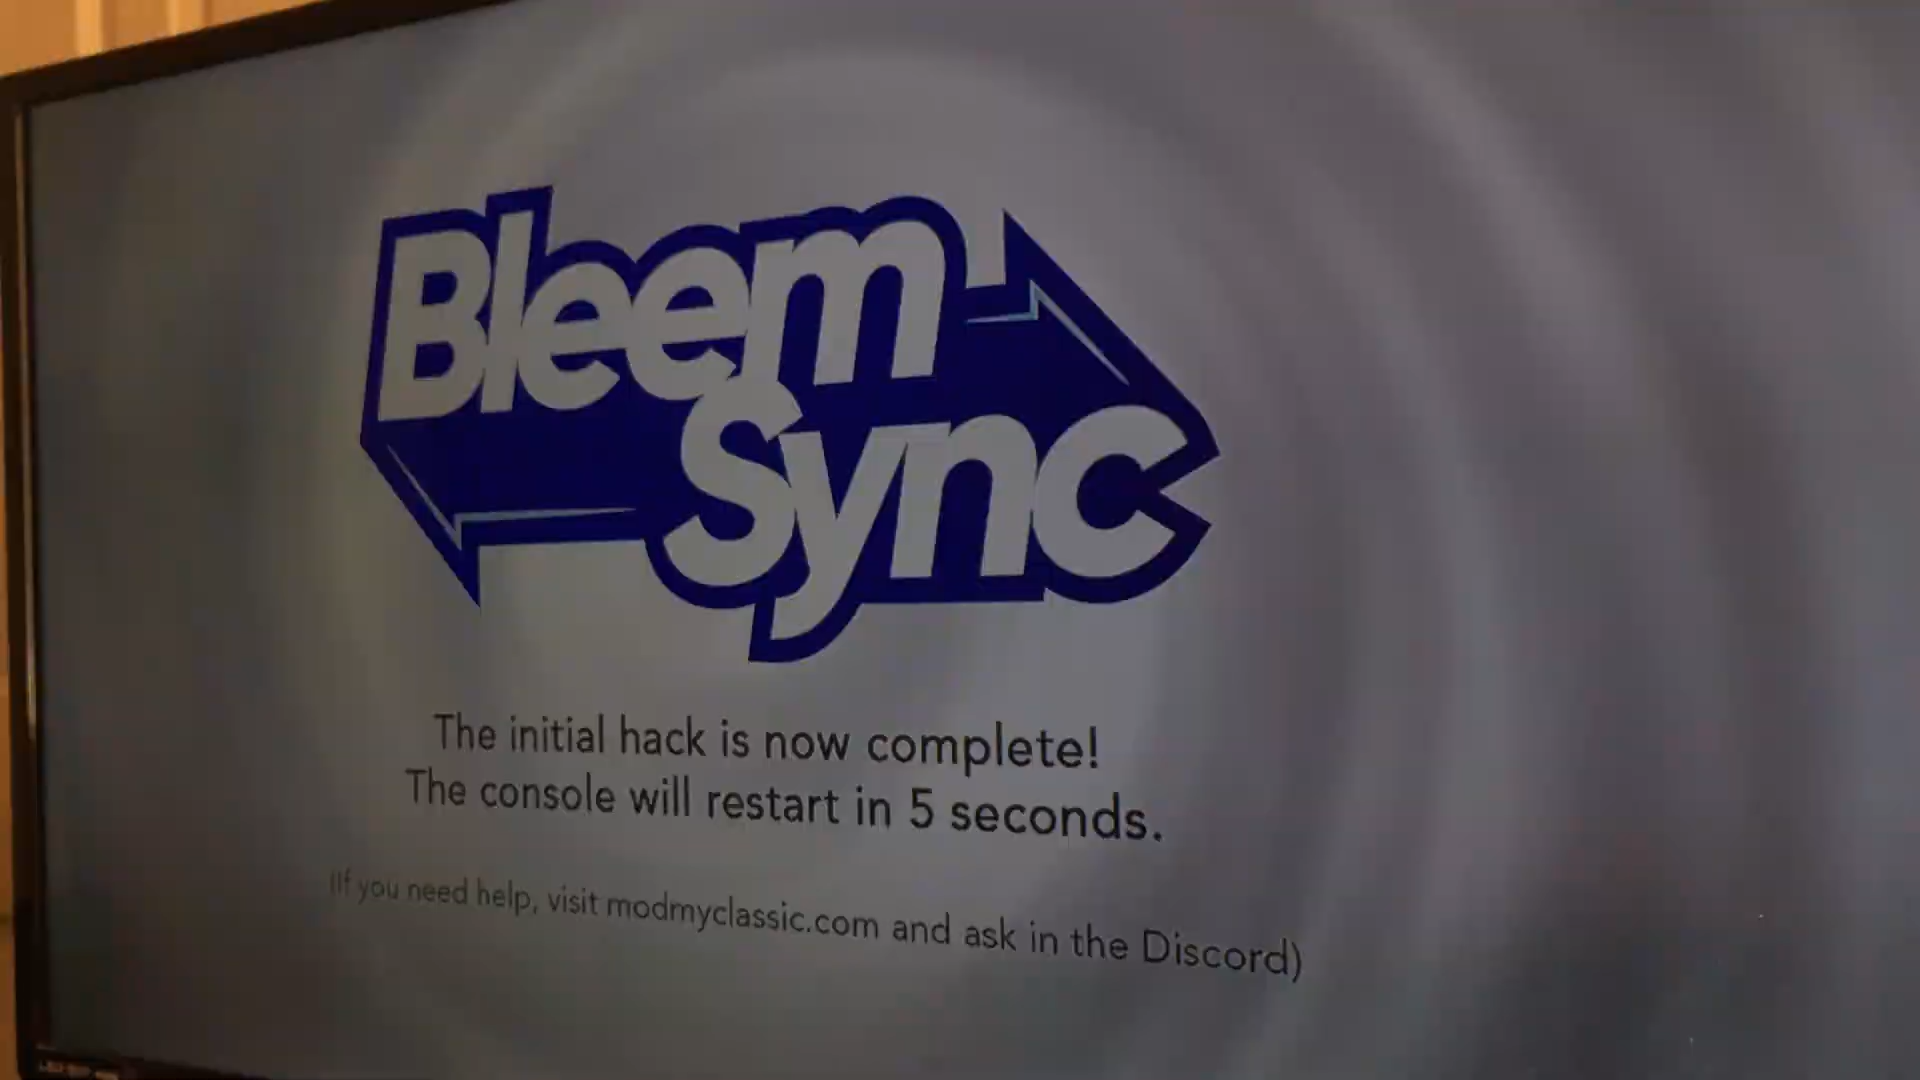 Bleem
Sync
The initial hack is now complete!
The console will restart in 5 seconds.
(If you need help, visit modmyclassic.com and ask in the Discord)